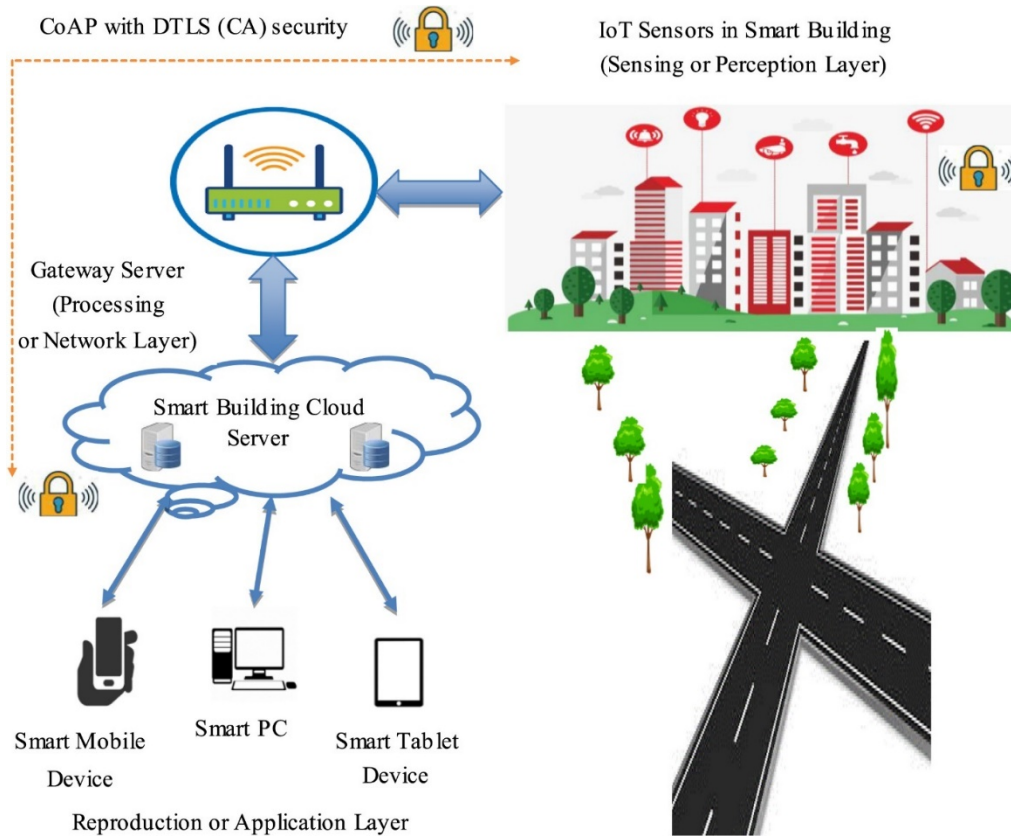 CoAP with DTLS (CA) security
IoT Sensors in Smart Building
(Sensing or Perception Layer)
Gateway Server
(Processing
or Network Layer)
Smart Building Cloud
Server
Smart Mobile
Device
Smart PC
Smart Tablet
Device
Reproduction or Application Layer